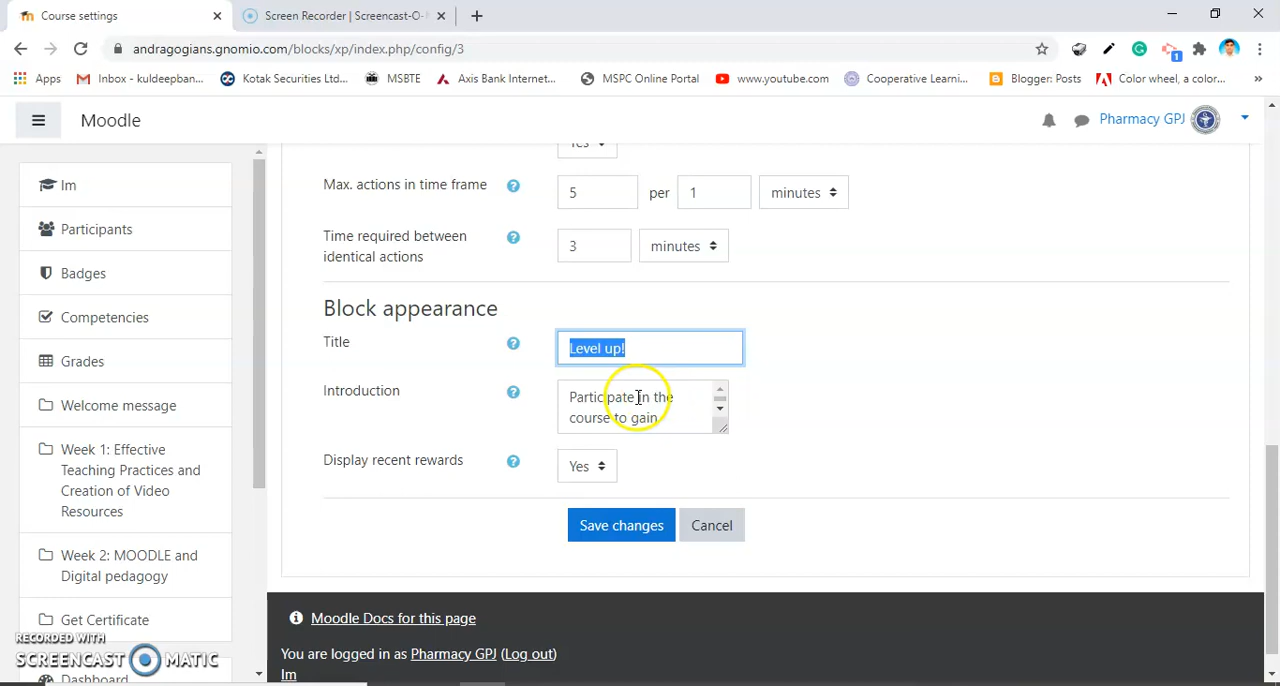 Course settings
Screen Recorder | Screencast-O-
andragogians.gnomio.com/blocks/xp/index.php/config/3
Apps
Inbox - kuldeepban...
Kotak Securities Ltd...
MSBTE
Axis Bank Internet...
MSPC Online Portal
www.youtube.com
Cooperative Learni...
Blogger: Posts
Color wheel, a color...
»
1
Moodle
Pharmacy GPJ
Im
Participants
Badges
Competencies
Grades
Welcome message
Week 1: Effective
Teaching Practices and
Creation of Video
Resources
Week 2: MOODLE and
Digital pedagogy
Get Certificate
Dashboard
Yes
Max. actions in time frame
5 per 1 minutes
Time required between
identical actions
3 minutes
Block appearance
Title
Level up!
Introduction
Participate in the
course to gain
Display recent rewards
Yes
Save changes
Cancel
Moodle Docs for this page
You are logged in as Pharmacy GPJ (Log out)
Im
RECORDED WITH
SCREENCAST MATIC